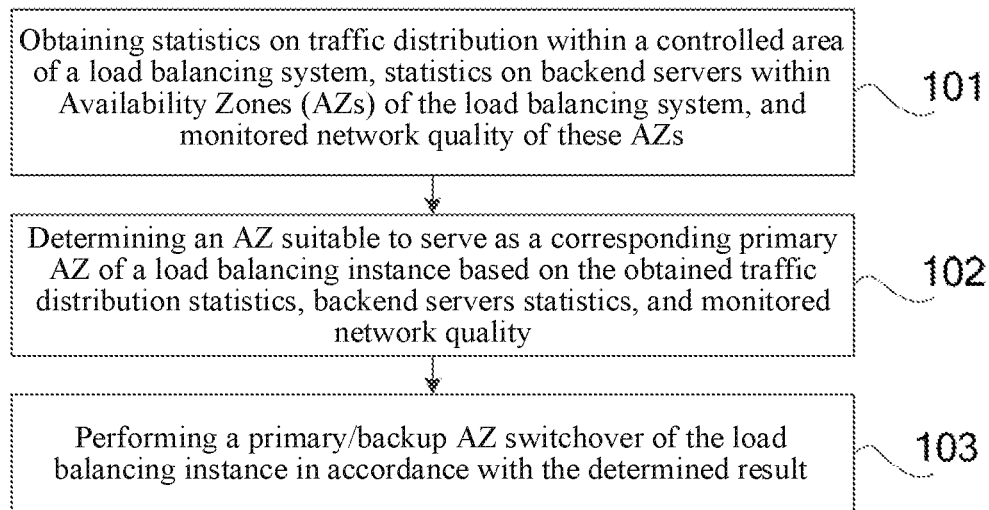 Obtaining statistics on traffic distribution within a controlled area
of a load balancing system, statistics on backend servers within
Availability Zones (AZs) of the load balancing system, and
monitored network quality of these AZs
101
Determining an AZ suitable to serve as a corresponding primary
AZ of a load balancing instance based on the obtained traffic
distribution statistics, backend servers statistics, and monitored
network quality
102
Performing a primary/backup AZ switchover of the load
balancing instance in accordance with the determined result
103